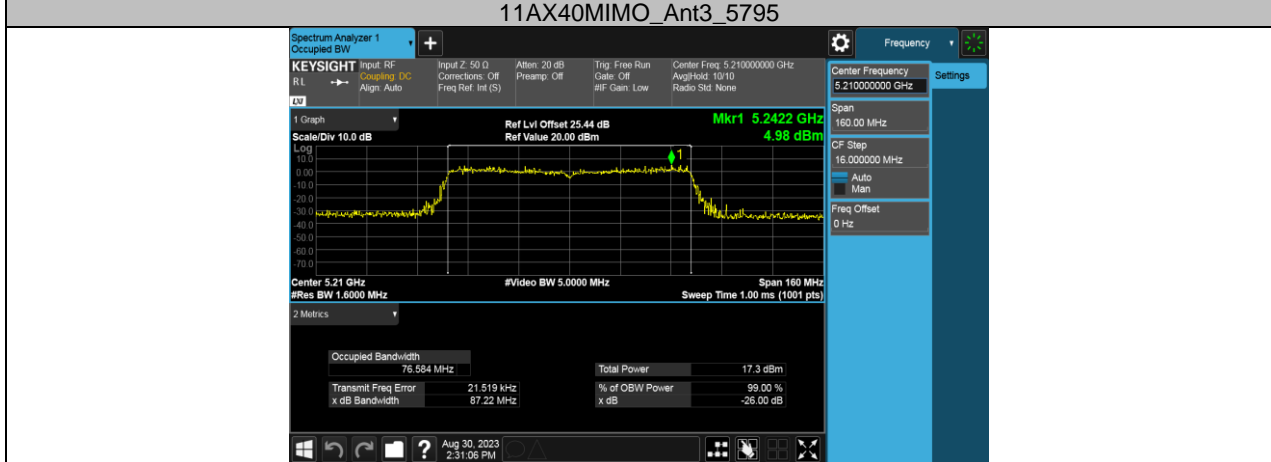 11AX40MIMO_Ant3_5795
Spectrum Analyzer 1
Occupied BW
+
Frequency
KEYSIGHT
RL
LXI
Input: RF
Coupling: DC
Align: Auto
Input Z: 50 Ω
Corrections: Off
Freq Ref: Int (S)
Atten: 20 dB
Preamp: Off
Trig: Free Run
Gate: Off
#IF Gain: Low
Center Freq: 5.210000000 GHz
Avg|Hold: 10/10
Radio Std: None
Center Frequency
5.210000000 GHz
Settings
Span
160.00 MHz
CF Step
16.000000 MHz
Auto
Man
Freq Offset
0 Hz
1 Graph
Scale/Div 10.0 dB
Ref Lvl Offset 25.44 dB
Ref Value 20.00 dBm
Mkr1 5.2422 GHz
4.98 dBm
Log
10.0
0.00
-10.0
-20.0
-30.0
-40.0
-50.0
-60.0
-70.0
1
Center 5.21 GHz
#Video BW 5.0000 MHz
Span 160 MHz
#Res BW 1.6000 MHz
Sweep Time 1.00 ms (1001 pts)
2 Metrics
Occupied Bandwidth
76.584 MHz
Total Power 17.3 dBm
Transmit Freq Error 21.519 kHz
% of OBW Power 99.00 %
x dB Bandwidth 87.22 MHz
x dB -26.00 dB
?
Aug 30, 2023
2:31:06 PM